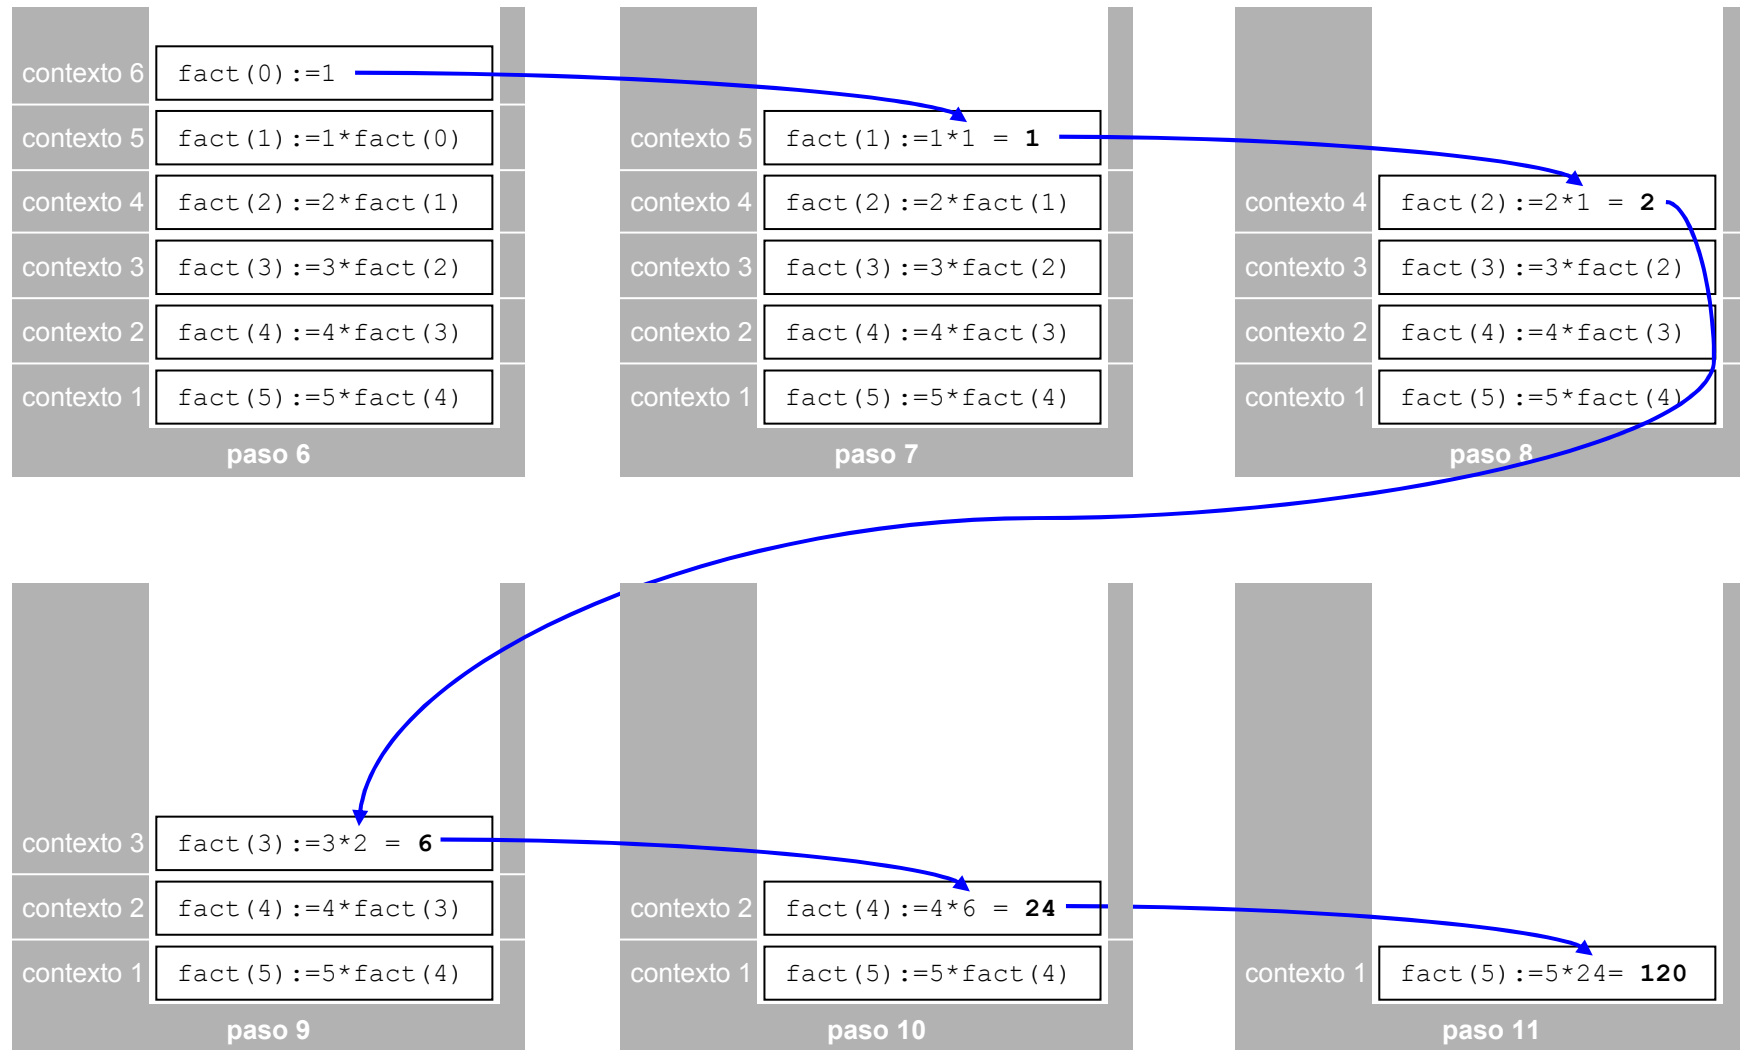 contexto 6 fact(0):=1
contexto 5 fact(1):=1*fact(0)
contexto 4 fact(2):=2*fact(1)
contexto 3 fact(3):=3*fact(2)
contexto 2 fact(4):=4*fact(3)
contexto 1 fact(5):=5*fact(4)
paso 6
contexto 5 fact(1):=1*1 = 1
contexto 4 fact(2):=2*fact(1)
contexto 3 fact(3):=3*fact(2)
contexto 2 fact(4):=4*fact(3)
contexto 1 fact(5):=5*fact(4)
paso 7
contexto 4 fact(2):=2*1 = 2
contexto 3 fact(3):=3*fact(2)
contexto 2 fact(4):=4*fact(3)
contexto 1 fact(5):=5*fact(4)
paso 8
contexto 3 fact(3):=3*2 = 6
contexto 2 fact(4):=4*fact(3)
contexto 1 fact(5):=5*fact(4)
paso 9
contexto 2 fact(4):=4*6 = 24
contexto 1 fact(5):=5*fact(4)
paso 10
contexto 1 fact(5):=5*24= 120
paso 11